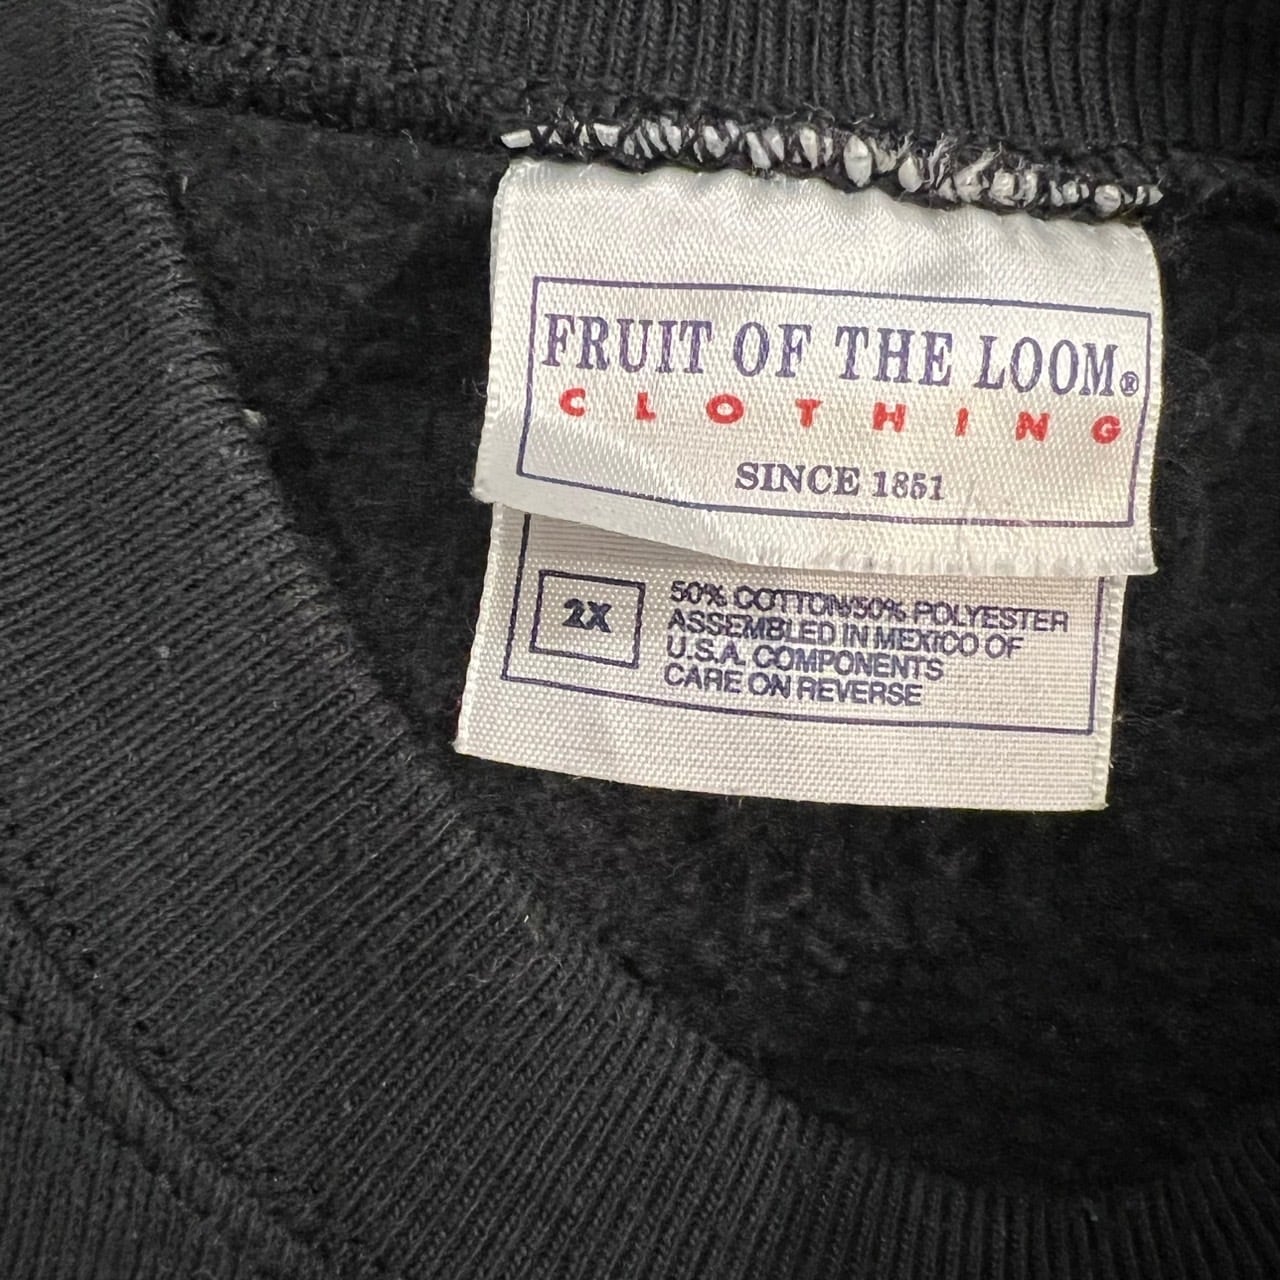 FRUIT OF THE LOOM®
CLOTHING
SINCE 1851
2X
50% COTTON/50% POLYESTER
ASSEMBLED IN MEXICO OF
U.S.A. COMPONENTS
CARE ON REVERSE